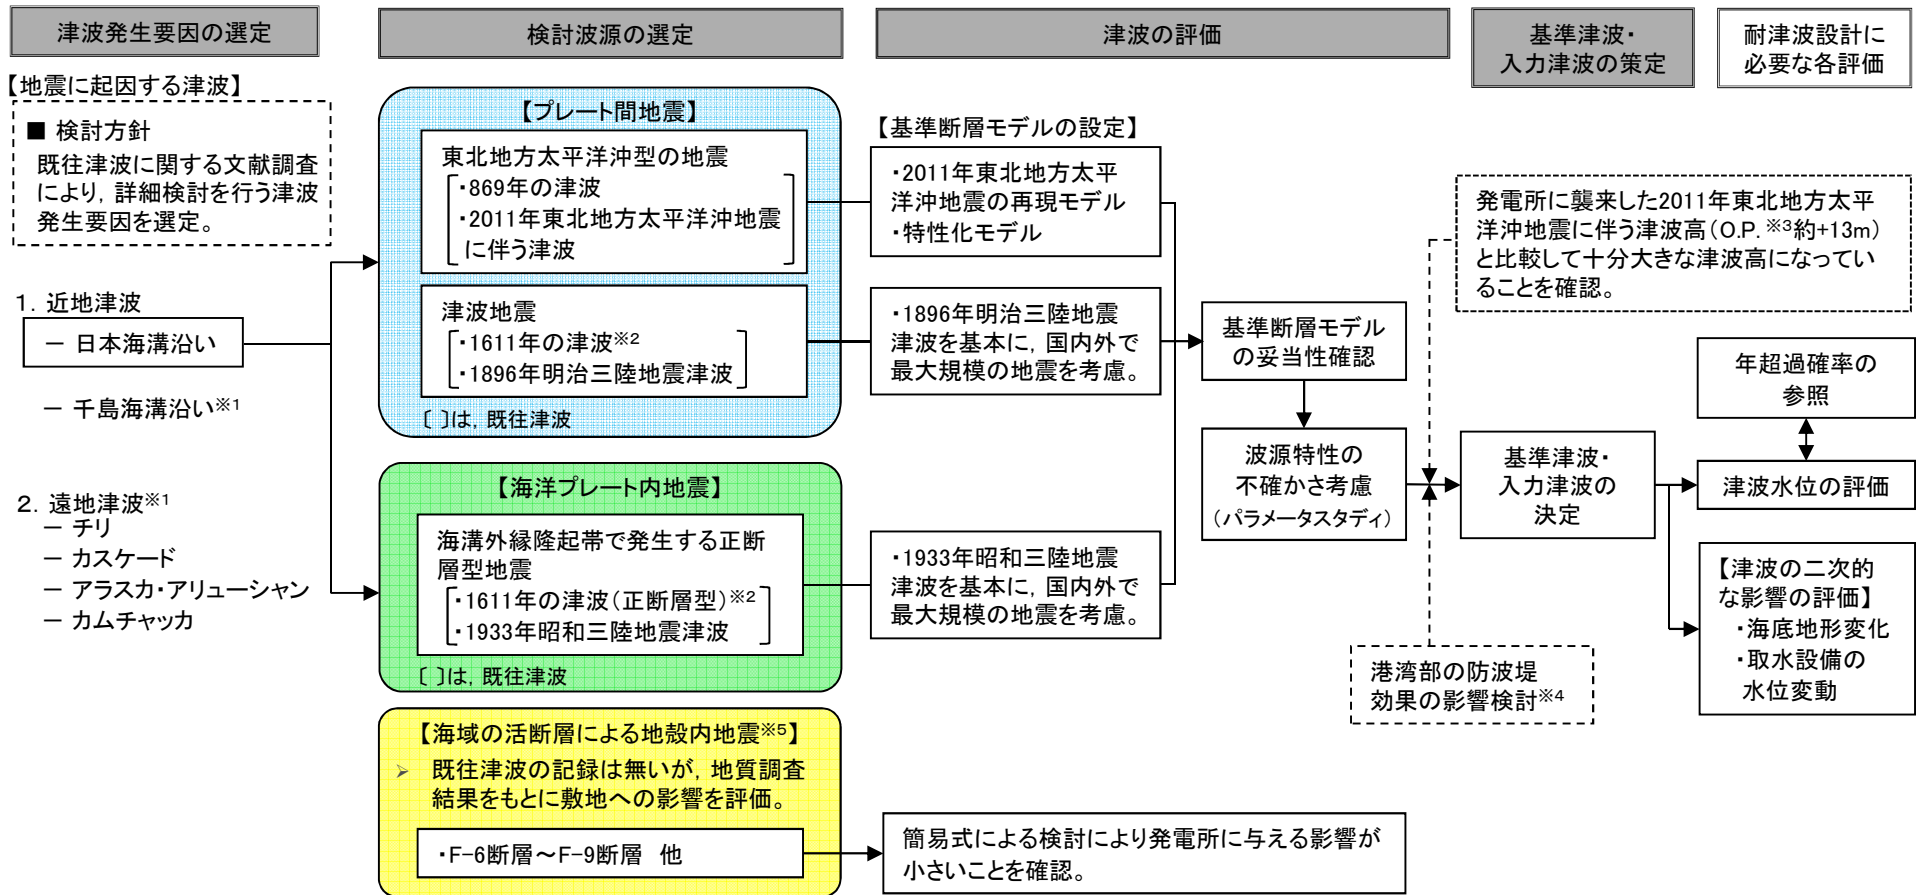 津波発生要因の選定
検討波源の選定
津波の評価
基準津波・
入力津波の策定
耐津波設計に
必要な各評価
【地震に起因する津波】
■ 検討方針
既往津波に関する文献調査
により，詳細検討を行う津波
発生要因を選定。
1．近地津波
－ 日本海溝沿い
－ 千島海溝沿い※1
2．遠地津波※1
－ チリ
－ カスケード
－ アラスカ・アリューシャン
－ カムチャッカ
【プレート間地震】
東北地方太平洋沖型の地震
・869年の津波
・2011年東北地方太平洋沖地震
に伴う津波
津波地震
・1611年の津波※2
・1896年明治三陸地震津波
〔 〕は，既往津波
【海洋プレート内地震】
海溝外縁隆起帯で発生する正断
層型地震
・1611年の津波（正断層型）※2
・1933年昭和三陸地震津波
〔 〕は，既往津波
【海域の活断層による地殻内地震※5】
➢ 既往津波の記録は無いが，地質調査
結果をもとに敷地への影響を評価。
・F-6断層～F-9断層 他
【基準断層モデルの設定】
・2011年東北地方太平
洋沖地震の再現モデル
・特性化モデル
・1896年明治三陸地震
津波を基本に，国内外で
最大規模の地震を考慮。
・1933年昭和三陸地震
津波を基本に，国内外で
最大規模の地震を考慮。
簡易式による検討により発電所に与える影響が
小さいことを確認。
基準断層モデル
の妥当性確認
波源特性の
不確かさ考慮
（パラメータスタディ）
発電所に襲来した2011年東北地方太平
洋沖地震に伴う津波高（O.P.※3約+13m）
と比較して十分大きな津波高になってい
ることを確認。
港湾部の防波堤
効果の影響検討※4
基準津波・
入力津波の
決定
年超過確率の
参照
津波水位の評価
【津波の二次的
な影響の評価】
・海底地形変化
・取水設備の
水位変動